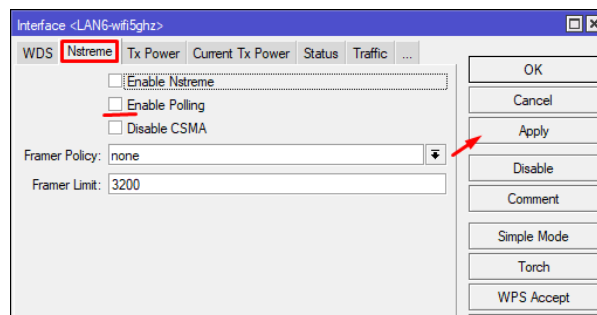 Interface <LAN6-wifi5ghz>
WDS Nstreme Tx Power Current Tx Power Status Traffic ...
Enable Nstreme
Enable Polling
Disable CSMA
Framer Policy: none
Framer Limit: 3200
OK
Cancel
Apply
Disable
Comment
Simple Mode
Torch
WPS Accept